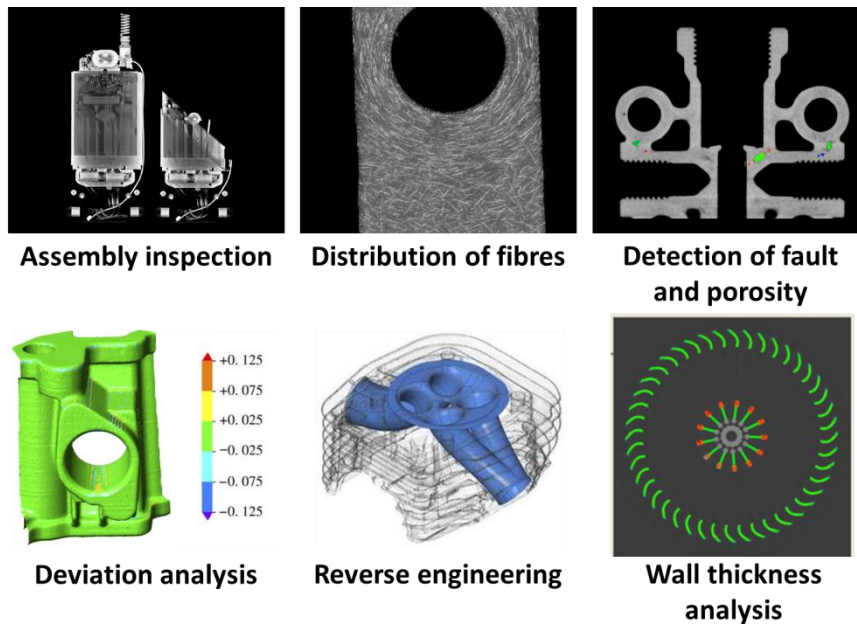 Assembly inspection
Distribution of fibres
Detection of fault
and porosity
+0. 125
+0. 075
+0. 025
-0. 025
-0. 075
-0. 125
Deviation analysis
Reverse engineering
Wall thickness
analysis